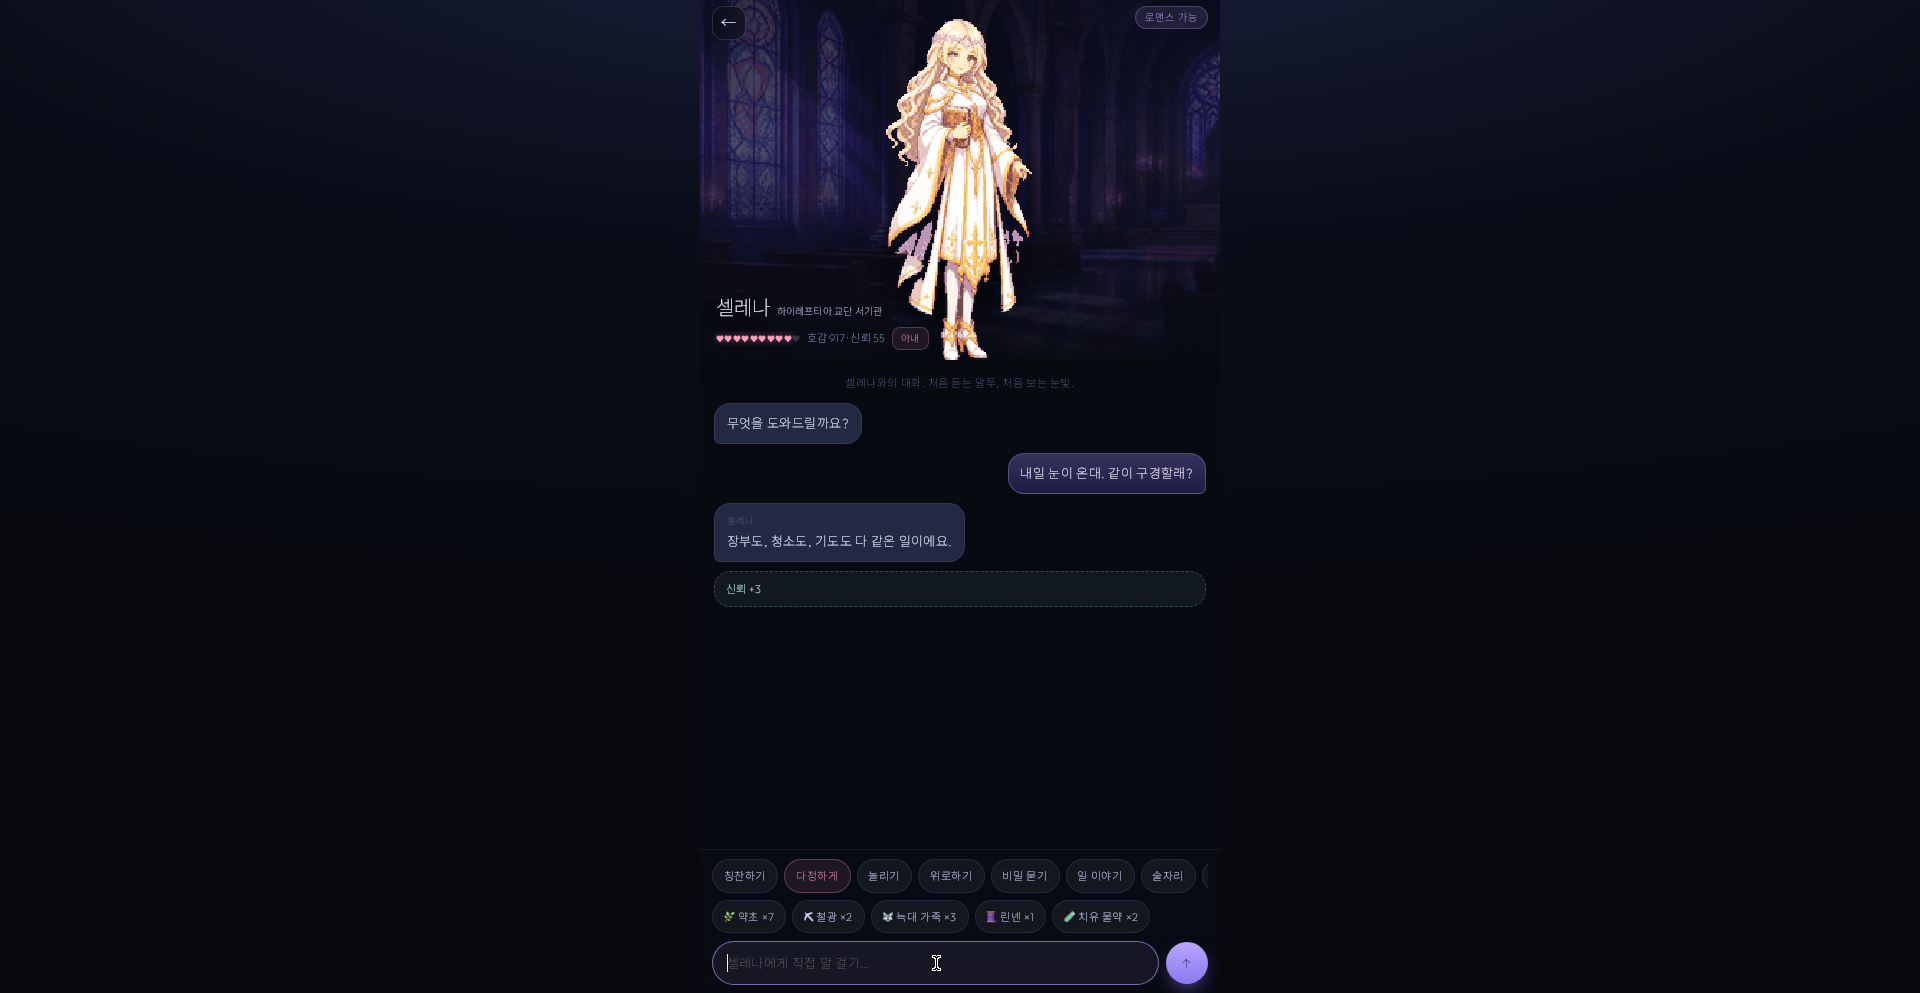 ←
로맨스 가능
셀레나 하이레프티아 교단 서기관
♥♥♥♥♥♥♥♥♥♥ 호감 917·신뢰 55 아내
셀레나와의 대화. 처음 듣는 말투, 처음 보는 눈빛.
무엇을 도와드릴까요?
내일 눈이 온대. 같이 구경할래?
셀레나
장부도, 청소도, 기도도 다 같은 일이에요.
신뢰 +3
칭찬하기 다정하게 놀리기 위로하기 비밀 묻기 일 이야기 술자리
약초 ×7 철광 ×2 늑대 가죽 ×3 린넨 ×1 치유 물약 ×2
셀레나에게 직접 말 걸기...
↑